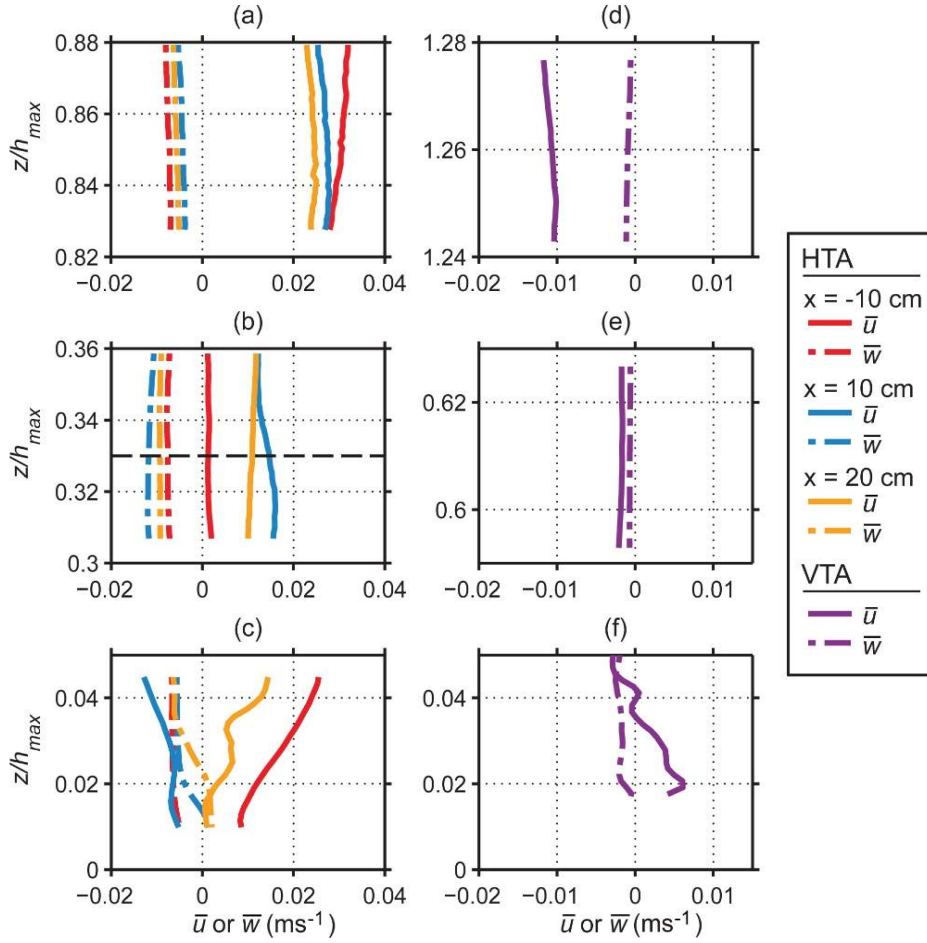 (a)
0.88
0.86
0.84
0.82
z/h_max
−0.02 0 0.02 0.04
(d)
1.28
1.26
1.24
−0.02 −0.01 0 0.01
(b)
0.36
0.34
0.32
0.3
z/h_max
−0.02 0 0.02 0.04
(e)
0.62
0.6
−0.02 −0.01 0 0.01
(c)
0.04
0.02
0
z/h_max
−0.02 0 0.02 0.04
u̅ or w̅ (ms⁻¹)
(f)
0.04
0.02
0
−0.02 −0.01 0 0.01
u̅ or w̅ (ms⁻¹)
HTA
x = -10 cm
u̅
w̅
x = 10 cm
u̅
w̅
x = 20 cm
u̅
w̅
VTA
u̅
w̅